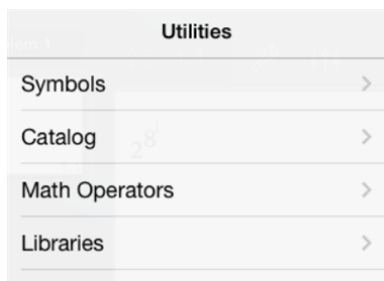 Utilities
Symbols
Catalog
Math Operators
Libraries